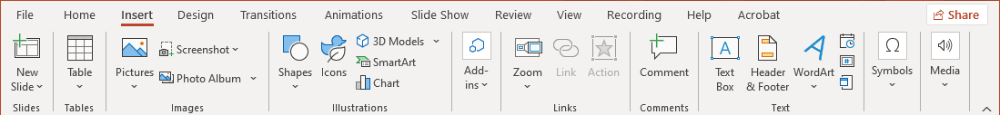 File Home Insert Design Transitions Animations Slide Show Review View Recording Help Acrobat Share
New Slide
Slides
Table
Tables
Pictures
Screenshot
Photo Album
Images
Shapes
Icons
3D Models
SmartArt
Chart
Illustrations
Add-
ins
Zoom
Link
Action
Links
Comment
Comments
Text
Box
Header
& Footer
WordArt
Text
Symbols
Media